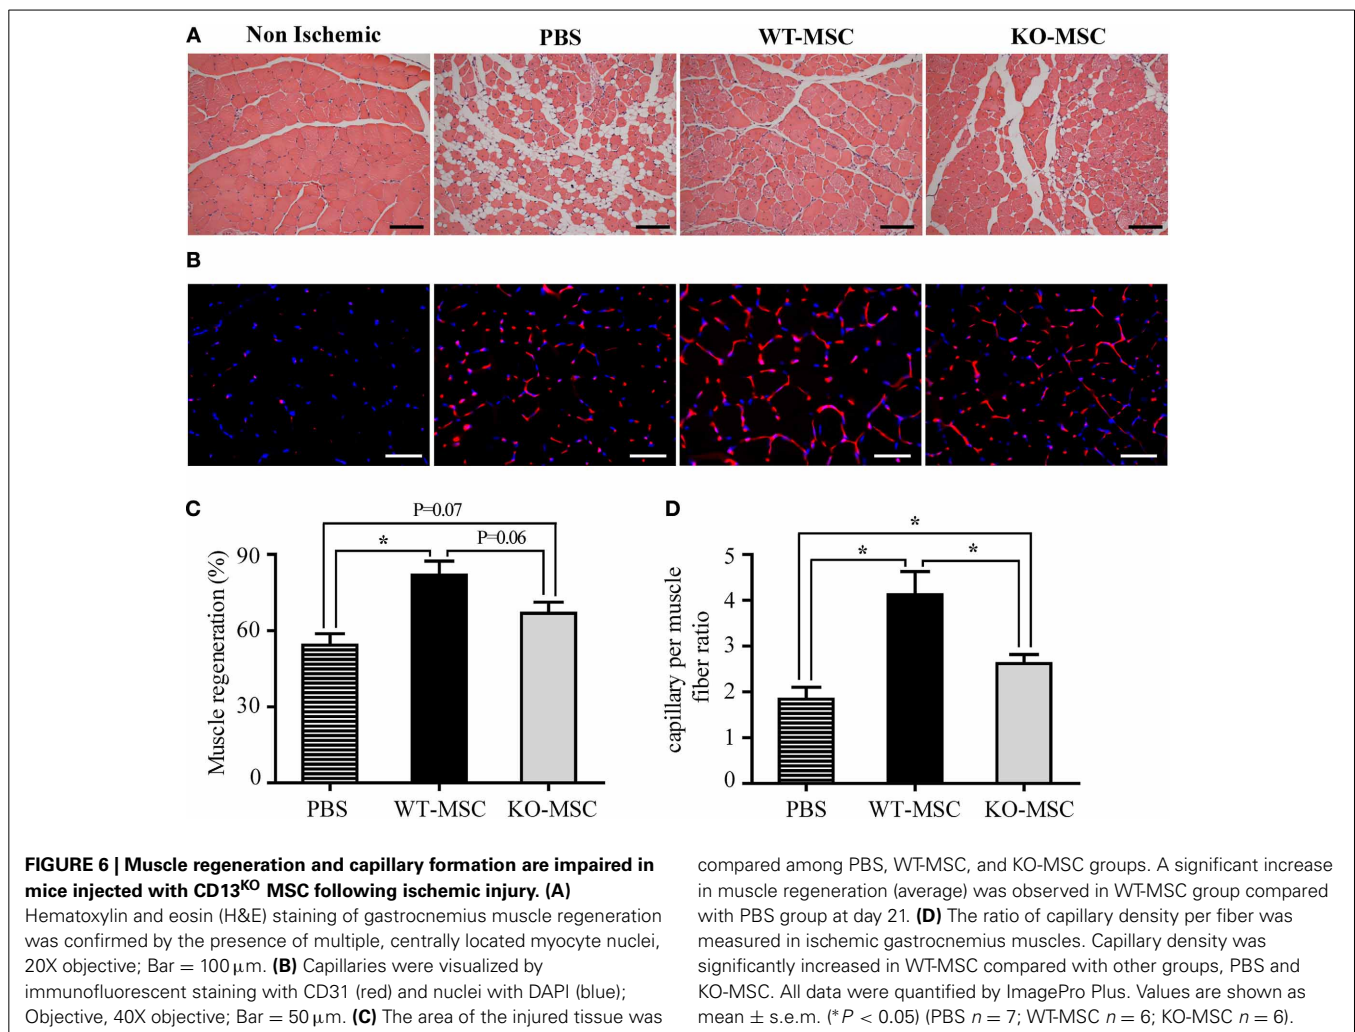 A
Non Ischemic
PBS
WT-MSC
KO-MSC
B
C
P=0.07
*
P=0.06
Muscle regeneration (%)
90
60
30
0
PBS
WT-MSC
KO-MSC
D
*
*
*
capillary per muscle
fiber ratio
5
4
3
2
1
0
PBS
WT-MSC
KO-MSC
FIGURE 6 | Muscle regeneration and capillary formation are impaired in
mice injected with CD13KO MSC following ischemic injury. (A)
Hematoxylin and eosin (H&E) staining of gastrocnemius muscle regeneration
was confirmed by the presence of multiple, centrally located myocyte nuclei,
20X objective; Bar = 100 μm. (B) Capillaries were visualized by
immunofluorescent staining with CD31 (red) and nuclei with DAPI (blue);
Objective, 40X objective; Bar = 50 μm. (C) The area of the injured tissue was
compared among PBS, WT-MSC, and KO-MSC groups. A significant increase
in muscle regeneration (average) was observed in WT-MSC group compared
with PBS group at day 21. (D) The ratio of capillary density per fiber was
measured in ischemic gastrocnemius muscles. Capillary density was
significantly increased in WT-MSC compared with other groups, PBS and
KO-MSC. All data were quantified by ImagePro Plus. Values are shown as
mean ± s.e.m. (*P < 0.05) (PBS n = 7; WT-MSC n = 6; KO-MSC n = 6).